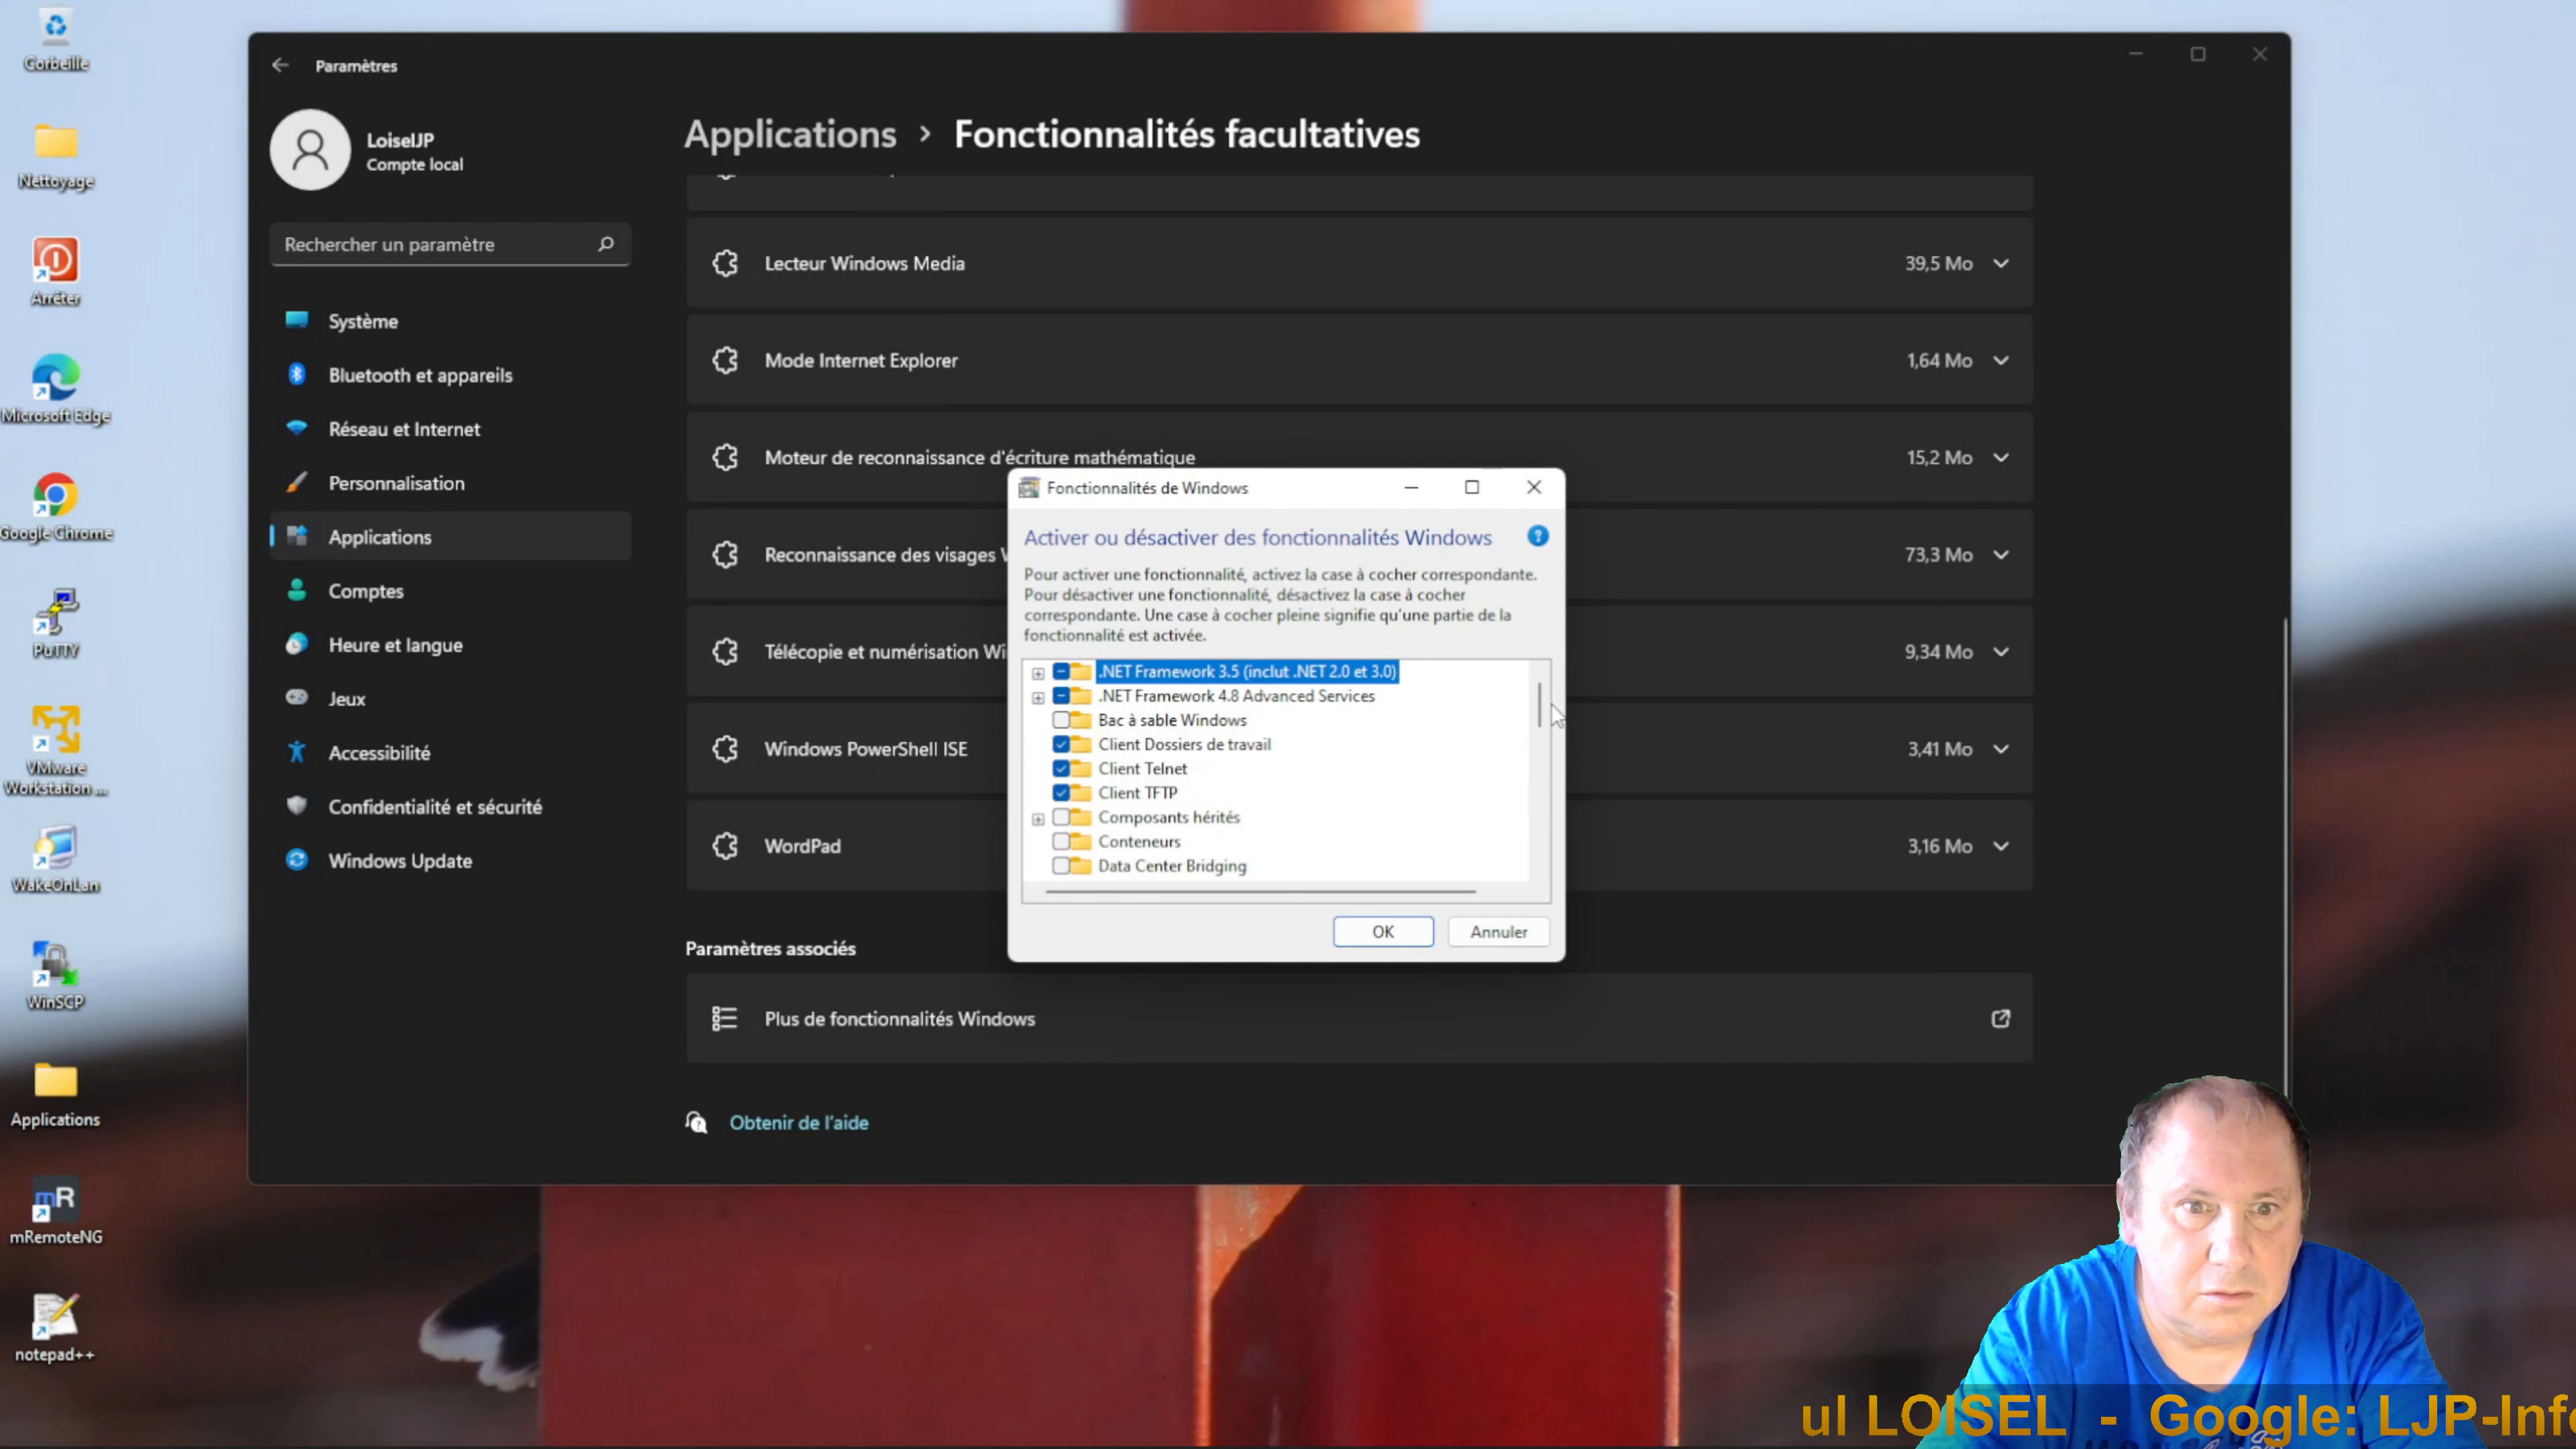 Corbeille
Nettoyage
Arrêter
Microsoft Edge
Google Chrome
PuTTY
VMware
Workstation ...
WakeOnLan
WinSCP
Applications
mRemoteNG
notepad++
Paramètres
LoiselJP
Compte local
Rechercher un paramètre
Système
Bluetooth et appareils
Réseau et Internet
Personnalisation
Applications
Comptes
Heure et langue
Jeux
Accessibilité
Confidentialité et sécurité
Windows Update
Applications > Fonctionnalités facultatives
Lecteur Windows Media 39,5 Mo
Mode Internet Explorer 1,64 Mo
Moteur de reconnaissance d'écriture mathématique 15,2 Mo
Reconnaissance des visages 73,3 Mo
Télécopie et numérisation Wi 9,34 Mo
Windows PowerShell ISE 3,41 Mo
WordPad 3,16 Mo
Paramètres associés
Plus de fonctionnalités Windows
Obtenir de l'aide
Fonctionnalités de Windows
Activer ou désactiver des fonctionnalités Windows
Pour activer une fonctionnalité, activez la case à cocher correspondante.
Pour désactiver une fonctionnalité, désactivez la case à cocher
correspondante. Une case à cocher pleine signifie qu'une partie de la
fonctionnalité est activée.
.NET Framework 3.5 (inclut .NET 2.0 et 3.0)
.NET Framework 4.8 Advanced Services
Bac à sable Windows
Client Dossiers de travail
Client Telnet
Client TFTP
Composants hérités
Conteneurs
Data Center Bridging
OK Annuler
ul LOISEL - Google: LJP-Info